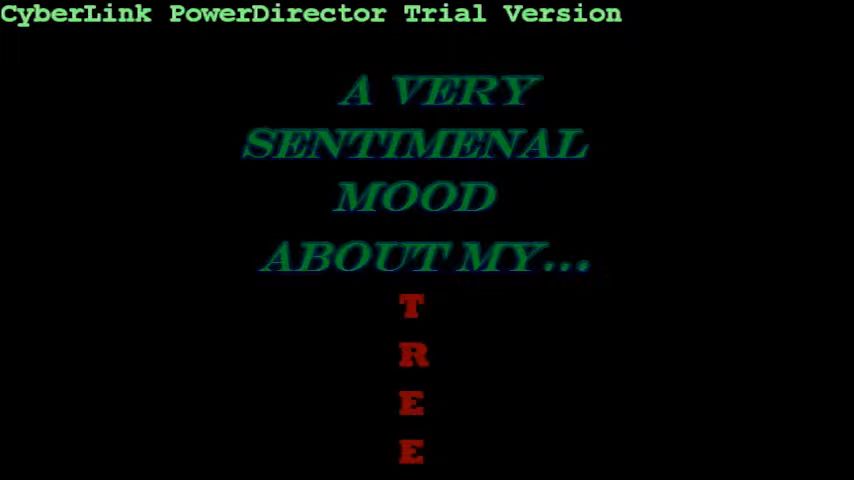 CyberLink PowerDirector Trial Version
A VERY
SENTIMENAL
MOOD
ABOUT MY...
T
R
E
E